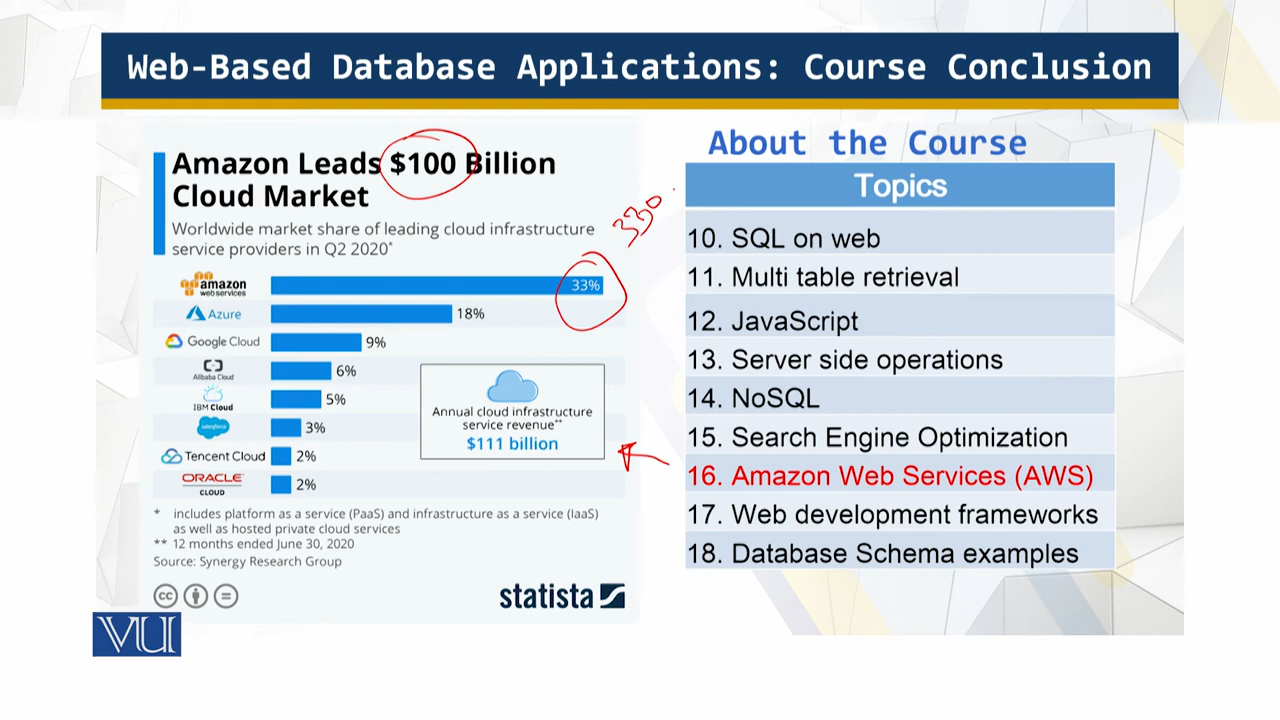 Web-Based Database Applications: Course Conclusion
Amazon Leads $100 Billion
Cloud Market
Worldwide market share of leading cloud infrastructure
service providers in Q2 2020*
330
amazon
webservices
33%
Azure
18%
Google Cloud
9%
Alibaba Cloud
6%
IBM Cloud
5%
salesforce
3%
Tencent Cloud
2%
ORACLE
CLOUD
2%
Annual cloud infrastructure
service revenue**
$111 billion
* includes platform as a service (PaaS) and infrastructure as a service (IaaS)
as well as hosted private cloud services
** 12 months ended June 30, 2020
Source: Synergy Research Group
cc
statista
VU
About the Course
Topics
10. SQL on web
11. Multi table retrieval
12. JavaScript
13. Server side operations
14. NoSQL
15. Search Engine Optimization
16. Amazon Web Services (AWS)
17. Web development frameworks
18. Database Schema examples